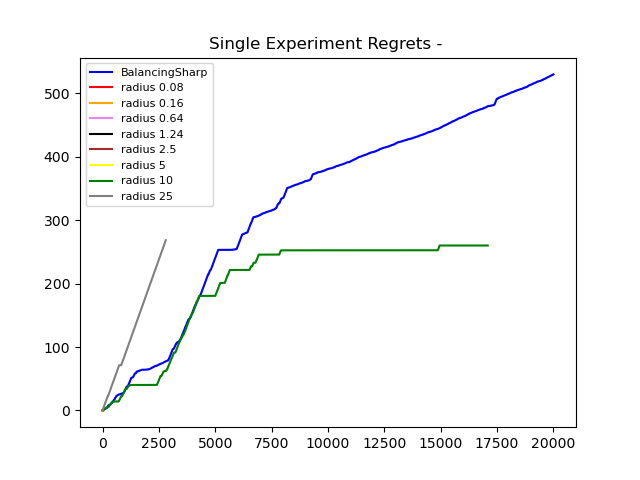 Single Experiment Regrets -
BalancingSharp
radius 0.08
radius 0.16
radius 0.64
radius 1.24
radius 2.5
radius 5
radius 10
radius 25
500
400
300
200
100
0
0 2500 5000 7500 10000 12500 15000 17500 20000